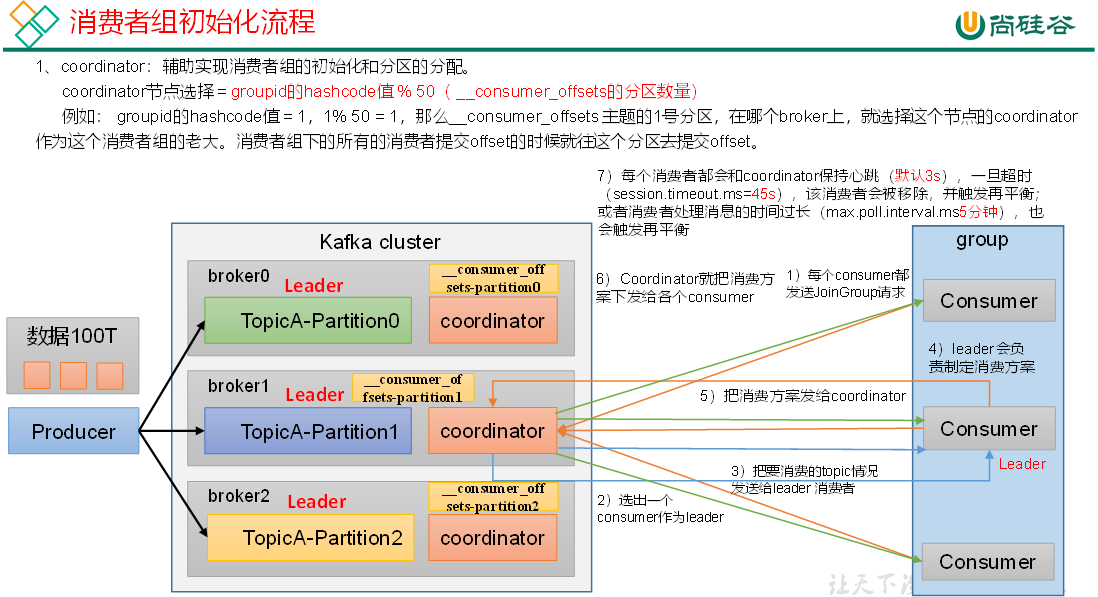 消费者组初始化流程
尚硅谷
1、coordinator：辅助实现消费者组的初始化和分区的分配。
coordinator节点选择 = groupid的hashcode值 % 50（ __consumer_offsets的分区数量）
例如： groupid的hashcode值 = 1，1% 50 = 1，那么__consumer_offsets 主题的1号分区，在哪个broker上，就选择这个节点的coordinator
作为这个消费者组的老大。消费者组下的所有的消费者提交offset的时候就往这个分区去提交offset。
7）每个消费者都会和coordinator保持心跳（默认3s），一旦超时
（session.timeout.ms=45s），该消费者会被移除，并触发再平衡；
或者消费者处理消息的时间过长（max.poll.interval.ms5分钟），也
会触发再平衡
Kafka cluster
group
broker0
Leader
__consumer_off
sets-partition0
TopicA-Partition0
coordinator
6）Coordinator就把消费方
案下发给各个consumer
1）每个consumer都
发送JoinGroup请求
Consumer
数据100T
4）leader会负
责制定消费方案
broker1
Leader
__consumer_of
fsets-partition1
5）把消费方案发给coordinator
Producer
TopicA-Partition1
coordinator
Consumer
Leader
3）把要消费的topic情况
发送给leader 消费者
broker2
Leader
__consumer_off
sets-partition2
2）选出一个
consumer作为leader
TopicA-Partition2
coordinator
Consumer
让天下